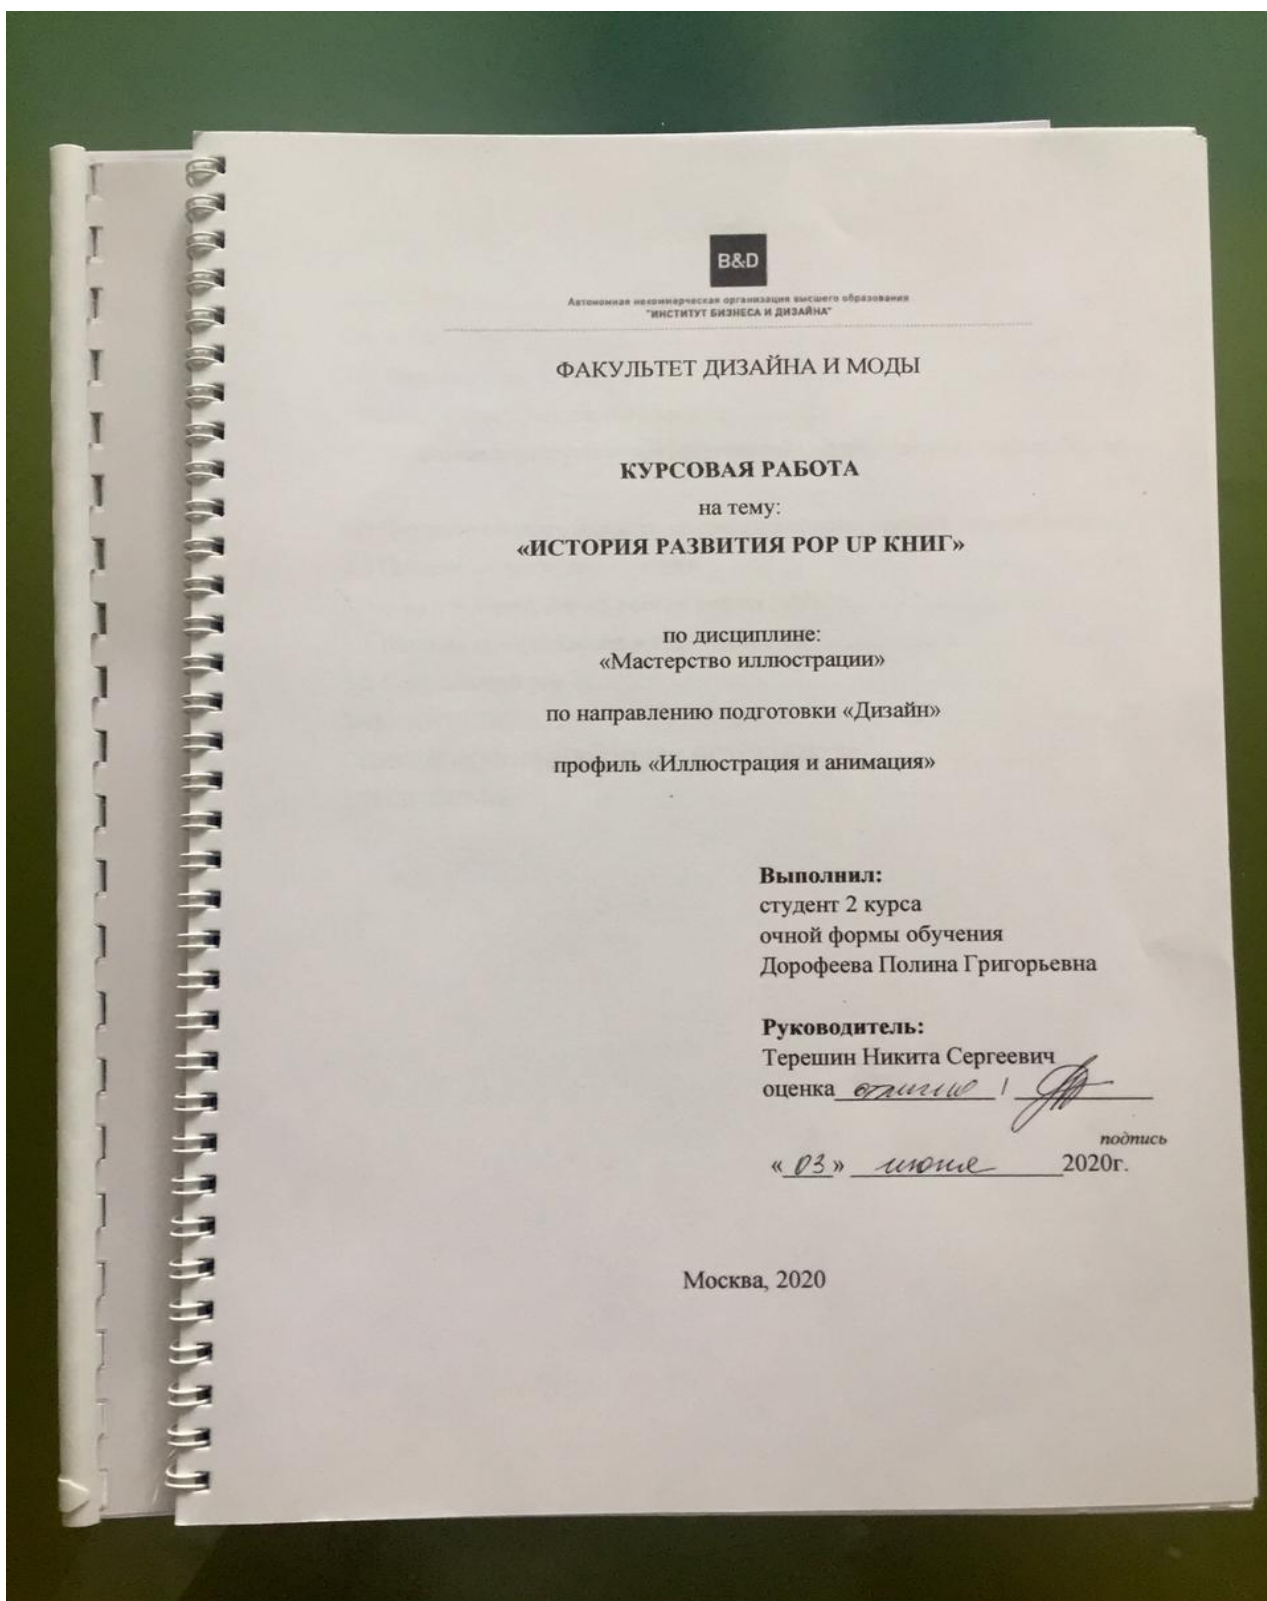 B&D
Автономная некоммерческая организация высшего образования
"ИНСТИТУТ БИЗНЕСА И ДИЗАЙНА"
ФАКУЛЬТЕТ ДИЗАЙНА И МОДЫ
КУРСОВАЯ РАБОТА
на тему:
«ИСТОРИЯ РАЗВИТИЯ POP UP КНИГ»
по дисциплине:
«Мастерство иллюстрации»
по направлению подготовки «Дизайн»
профиль «Иллюстрация и анимация»
Выполнил:
студент 2 курса
очной формы обучения
Дорофеева Полина Григорьевна
Руководитель:
Терешин Никита Сергеевич
оценка отлично /
подпись
«03» июня 2020г.
Москва, 2020